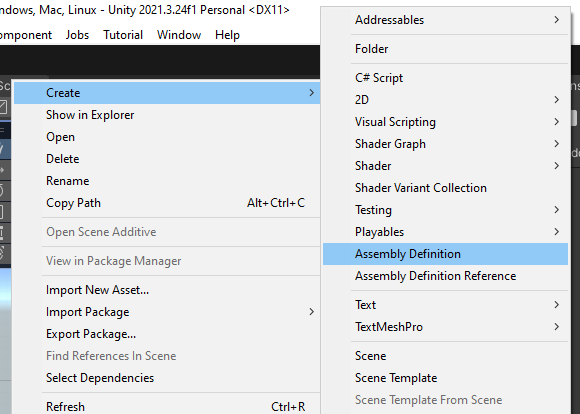 ndows, Mac, Linux - Unity 2021.3.24f1 Personal <DX11>
omponent Jobs Tutorial Window Help
Create
Show in Explorer
Open
Delete
Rename
Copy Path Alt+Ctrl+C
Open Scene Additive
View in Package Manager
Import New Asset...
Import Package
Export Package...
Find References In Scene
Select Dependencies
Refresh Ctrl+R
Addressables
Folder
C# Script
2D
Visual Scripting
Shader Graph
Shader
Shader Variant Collection
Testing
Playables
Assembly Definition
Assembly Definition Reference
Text
TextMeshPro
Scene
Scene Template
Scene Template From Scene